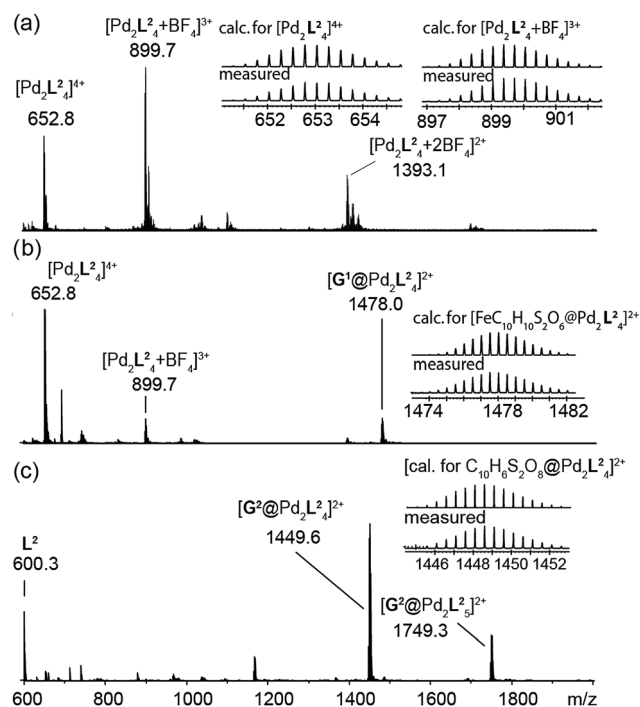 (a)
[Pd₂L²₄+BF₄]³⁺
899.7
[Pd₂L²₄]⁴⁺
652.8
calc. for [Pd₂L²₄]⁴⁺
measured
652 653 654
calc. for [Pd₂L²₄+BF₄]³⁺
measured
897 899 901
[Pd₂L²₄+2BF₄]²⁺
1393.1
(b)
[Pd₂L²₄]⁴⁺
652.8
[Pd₂L²₄+BF₄]³⁺
899.7
[G¹@Pd₂L²₄]²⁺
1478.0
calc. for [FeC₁₀H₁₀S₂O₆@Pd₂L²₄]²⁺
measured
1474 1478 1482
(c)
L²
600.3
[G²@Pd₂L²₄]²⁺
1449.6
[cal. for C₁₀H₆S₂O₈@Pd₂L²₄]²⁺
measured
1446 1448 1450 1452
[G²@Pd₂L²₅]²⁺
1749.3
600 800 1000 1200 1400 1600 1800 m/z